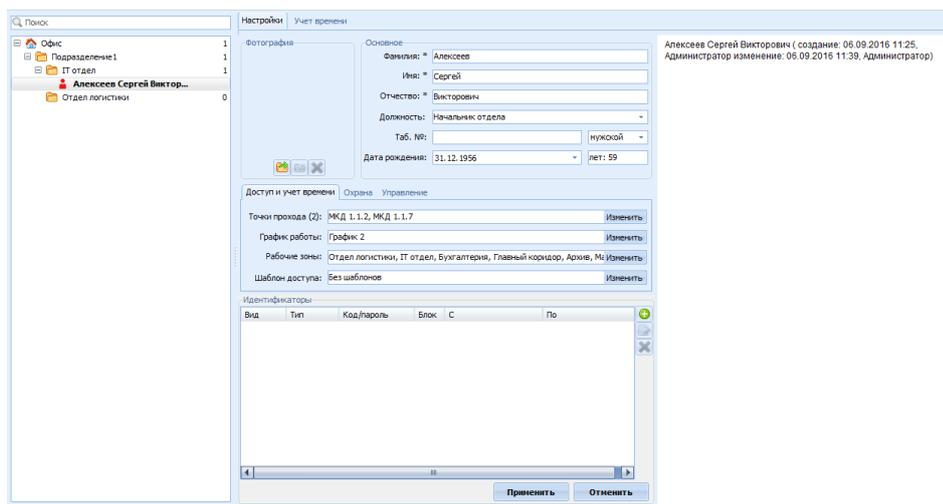 Поиск
Офис 1
Подразделение1 1
IT отдел 1
Алексеев Сергей Виктор...
Отдел логистики 0
Настройки Учет времени
Фотография
Основное
Фамилия: * Алексеев
Имя: * Сергей
Отчество: * Викторович
Должность: Начальник отдела
Таб. №: мужской
Дата рождения: 31.12.1956 лет: 59
Доступ и учет времени Охрана Управление
Точки прохода (2): МКД 1.1.2, МКД 1.1.7 Изменить
График работы: График 2 Изменить
Рабочие зоны: Отдел логистики, IT отдел, Бухгалтерия, Главный коридор, Архив, Ма Изменить
Шаблон доступа: Без шаблонов Изменить
Идентификаторы
Вид Тип Код/пароль Блок С По
Применить Отменить
Алексеев Сергей Викторович ( создание: 06.09.2016 11:25,
Администратор изменение: 06.09.2016 11:39, Администратор)